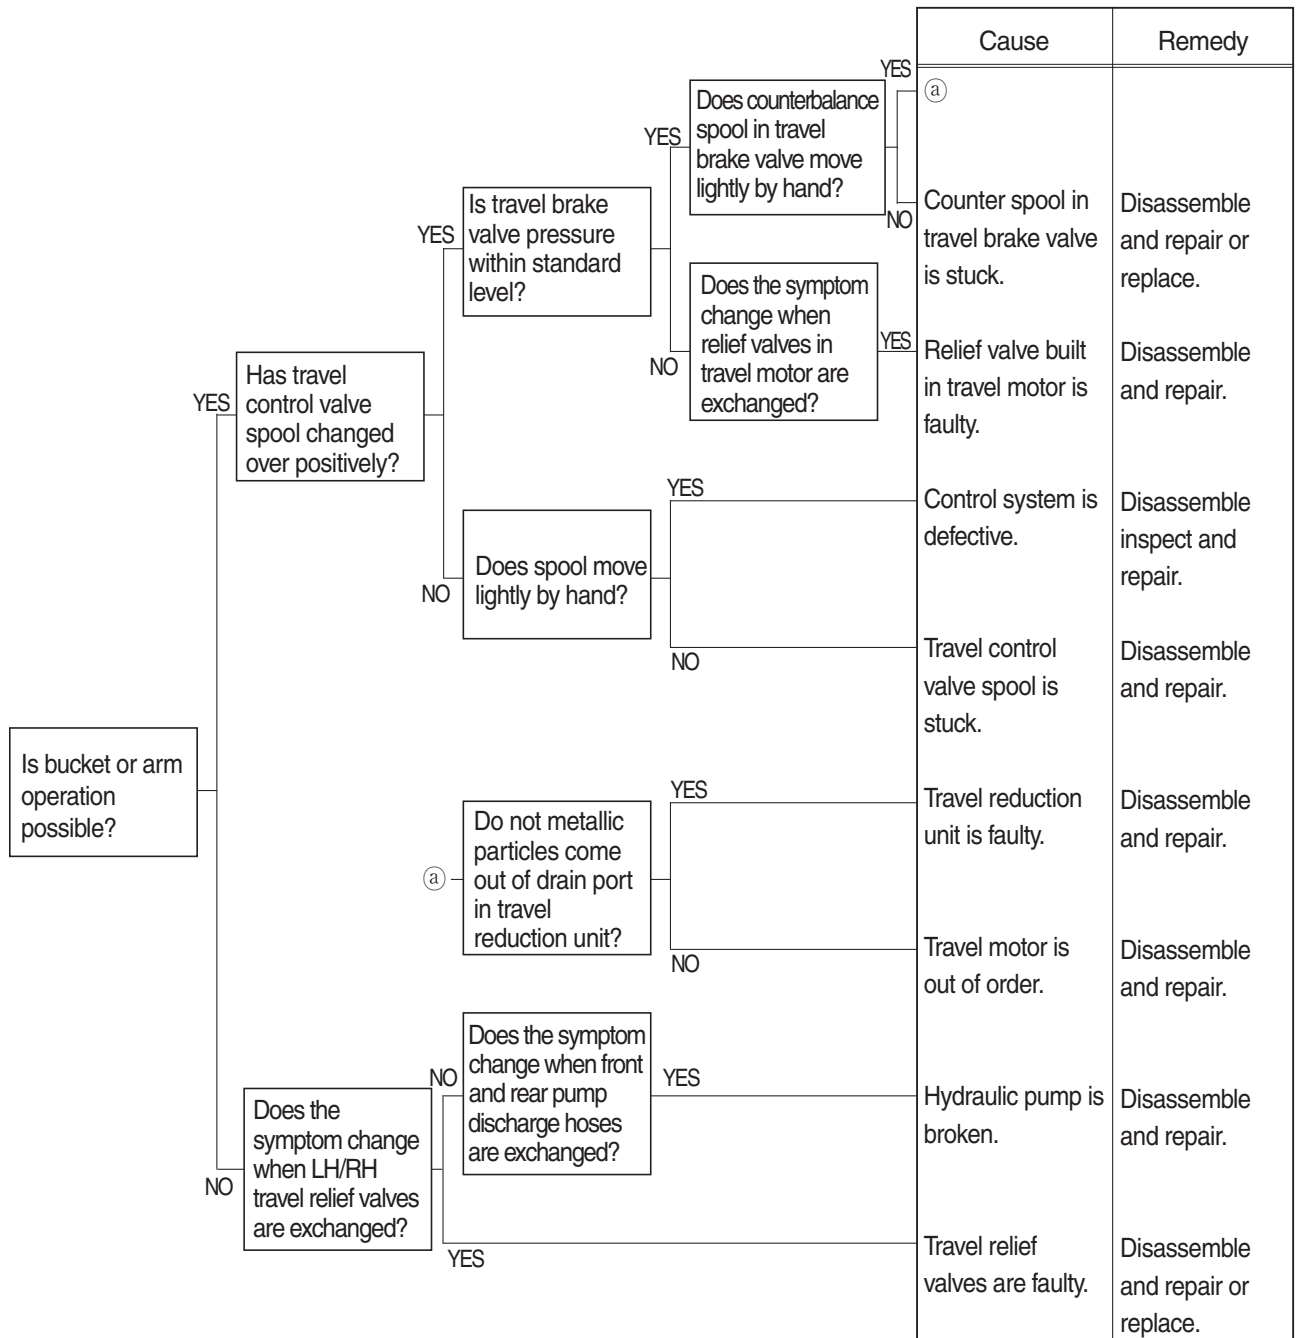 Cause
Remedy
YES
ⓐ
Does counterbalance
spool in travel
brake valve move
lightly by hand?
YES
NO
Counter spool in
travel brake valve
is stuck.
Disassemble
and repair or
replace.
Is travel brake
valve pressure
within standard
level?
YES
Does the symptom
change when
relief valves in
travel motor are
exchanged?
YES
NO
Relief valve built
in travel motor is
faulty.
Disassemble
and repair.
Has travel
control valve
spool changed
over positively?
YES
YES
Control system is
defective.
Disassemble
inspect and
repair.
Does spool move
lightly by hand?
NO
NO
Travel control
valve spool is
stuck.
Disassemble
and repair.
Is bucket or arm
operation
possible?
YES
Travel reduction
unit is faulty.
Disassemble
and repair.
ⓐ
Do not metallic
particles come
out of drain port
in travel
reduction unit?
NO
Travel motor is
out of order.
Disassemble
and repair.
Does the symptom
change when front
and rear pump
discharge hoses
are exchanged?
NO
YES
Hydraulic pump is
broken.
Disassemble
and repair.
Does the
symptom change
when LH/RH
travel relief valves
are exchanged?
NO
YES
Travel relief
valves are faulty.
Disassemble
and repair or
replace.